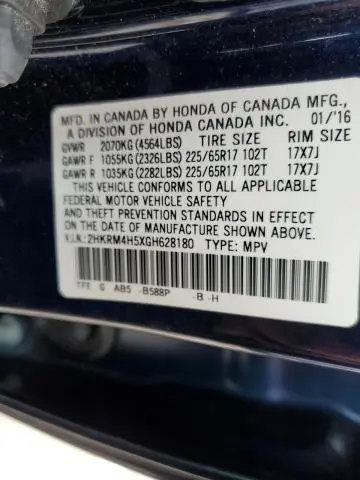 MFD. IN CANADA BY HONDA OF CANADA MFG.,
A DIVISION OF HONDA CANADA INC. 01/'16
GVWR 2070KG(4564LBS) TIRE SIZE RIM SIZE
GAWR F 1055KG(2326LBS) 225/65R17 102T 17X7J
GAWR R 1035KG(2282LBS) 225/65R17 102T 17X7J
THIS VEHICLE CONFORMS TO ALL APPLICABLE
FEDERAL MOTOR VEHICLE SAFETY
AND THEFT PREVENTION STANDARDS IN EFFECT ON
THE DATE OF MANUFACTURE SHOWN ABOVE.
V.I.N.:2HKRM4H5XGH628180 TYPE: MPV
TFE G AB5 -B588P -B -H